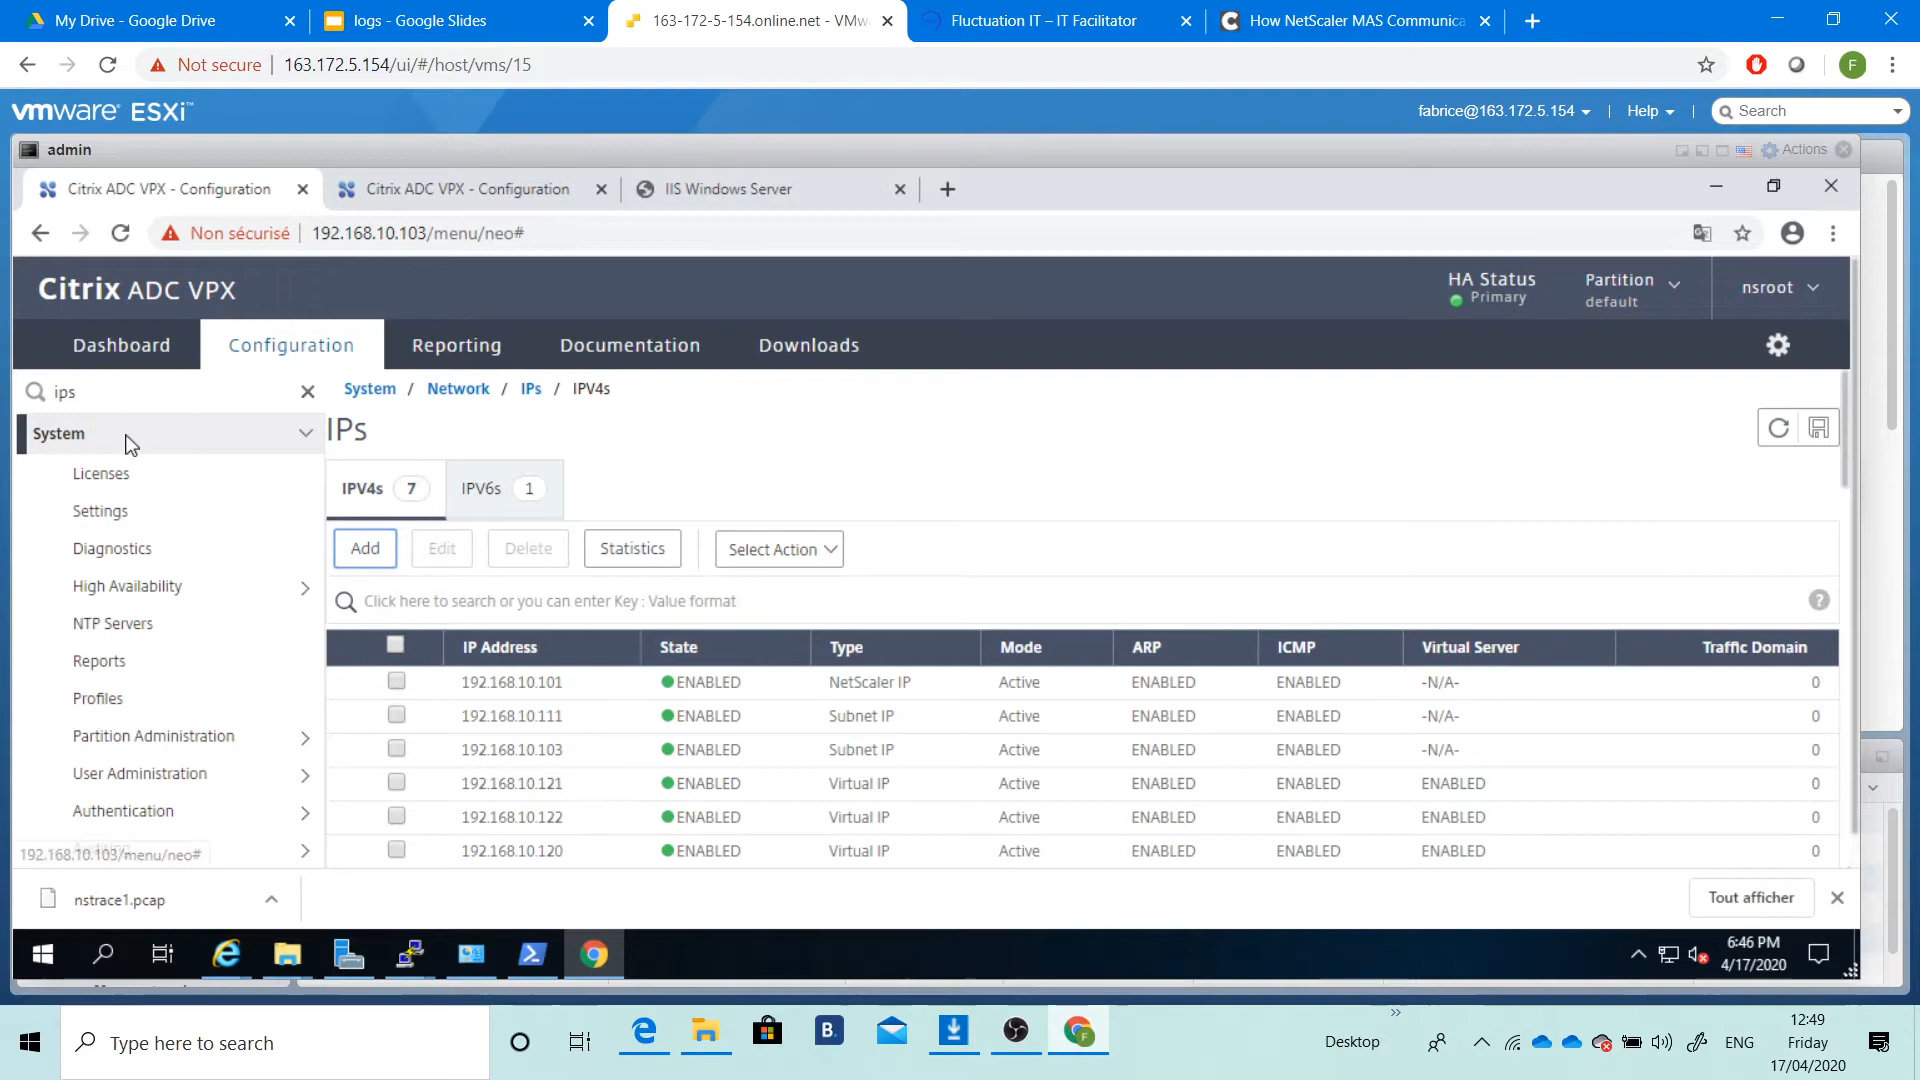 My Drive - Google Drive
logs - Google Slides
163-172-5-154.online.net - VMw
Fluctuation IT – IT Facilitator
How NetScaler MAS Communica
Not secure
163.172.5.154/ui/#/host/vms/15
F
vmware ESXi™
fabrice@163.172.5.154
Help
Search
admin
Actions
Citrix ADC VPX - Configuration
Citrix ADC VPX - Configuration
IIS Windows Server
Non sécurisé
192.168.10.103/menu/neo#
Citrix ADC VPX
HA Status
Primary
Partition
default
nsroot
Dashboard
Configuration
Reporting
Documentation
Downloads
ips
System / Network / IPs / IPV4s
System
Licenses
Settings
Diagnostics
High Availability
NTP Servers
Reports
Profiles
Partition Administration
User Administration
Authentication
192.168.10.103/menu/neo#
IPs
IPV4s 7
IPV6s 1
Add
Edit
Delete
Statistics
Select Action
Click here to search or you can enter Key : Value format
?
IP Address State Type Mode ARP ICMP Virtual Server Traffic Domain
192.168.10.101 ENABLED NetScaler IP Active ENABLED ENABLED -N/A- 0
192.168.10.111 ENABLED Subnet IP Active ENABLED ENABLED -N/A- 0
192.168.10.103 ENABLED Subnet IP Active ENABLED ENABLED -N/A- 0
192.168.10.121 ENABLED Virtual IP Active ENABLED ENABLED ENABLED 0
192.168.10.122 ENABLED Virtual IP Active ENABLED ENABLED ENABLED 0
192.168.10.120 ENABLED Virtual IP Active ENABLED ENABLED ENABLED 0
nstrace1.pcap
Tout afficher
6:46 PM
4/17/2020
Type here to search
B.
F
Desktop
ENG
12:49
Friday
17/04/2020